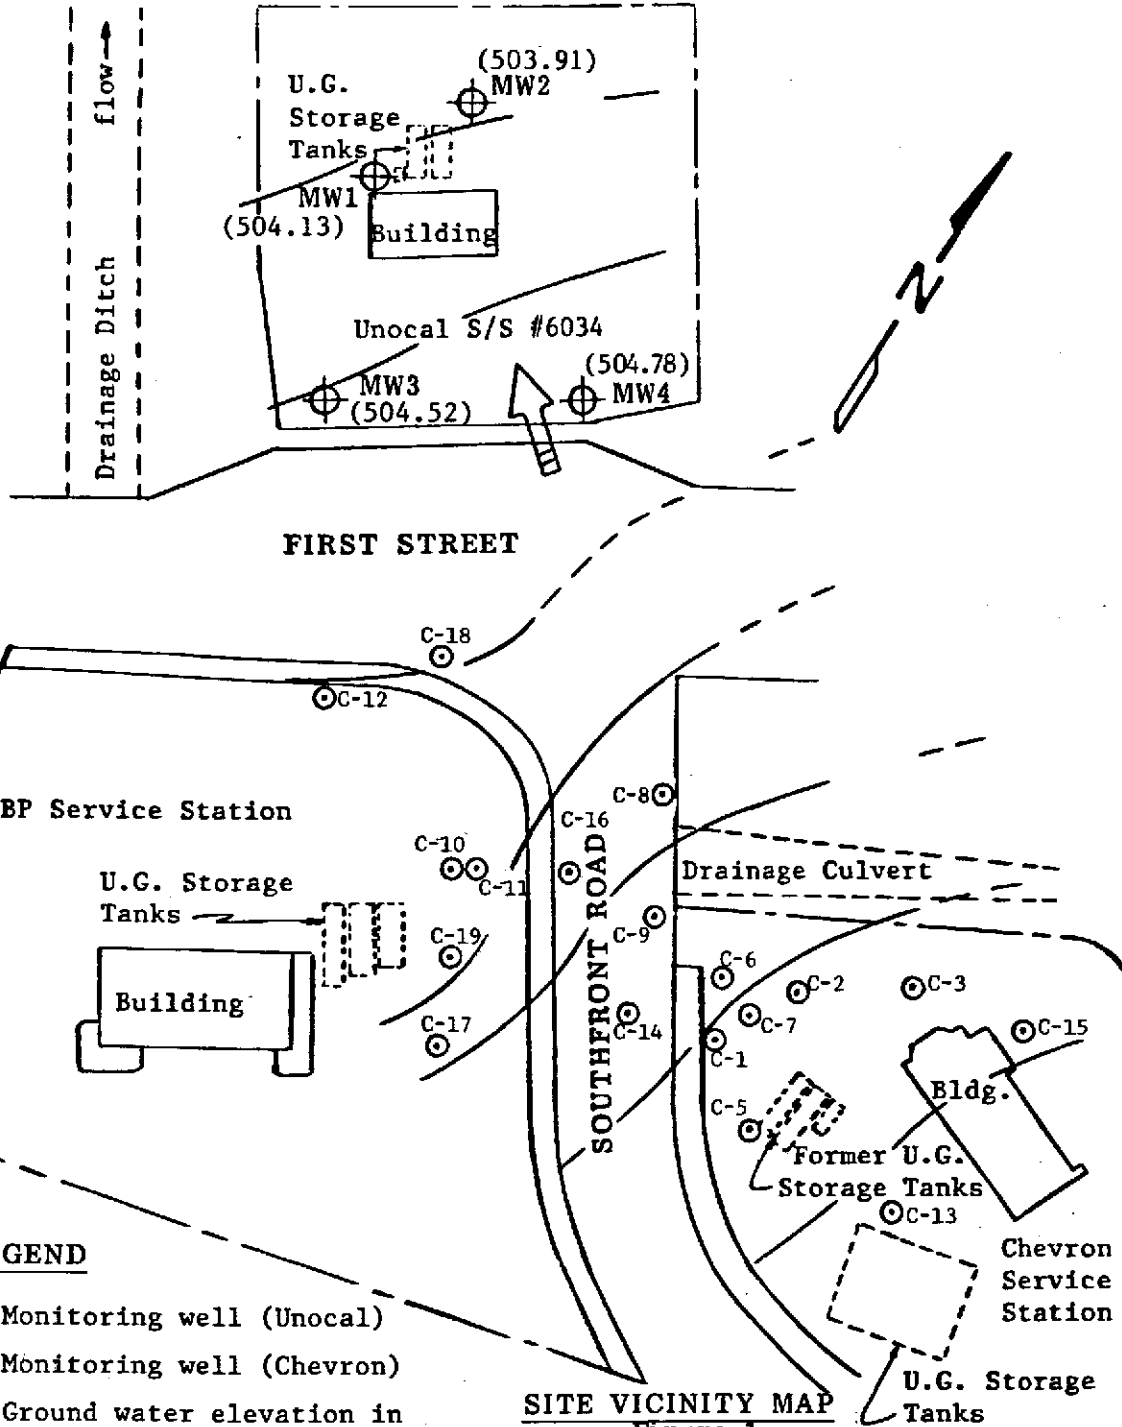 flow
Drainage Ditch
(503.91)
MW2
U.G.
Storage
Tanks
MW1
(504.13)
Building
Unocal S/S #6034
(504.78)
MW4
MW3
(504.52)
N
FIRST STREET
C-18
C-12
BP Service Station
C-8
C-16
C-10
C-11
U.G. Storage
Tanks
Drainage Culvert
SOUTHFRONT ROAD
C-9
C-19
C-6
C-2
C-3
Building
C-17
C-14
C-7
C-1
C-15
C-5
Bldg.
Former U.G.
Storage Tanks
C-13
Chevron
Service
Station
GEND
Monitoring well (Unocal)
Monitoring well (Chevron)
Ground water elevation in
U.G. Storage
Tanks
SITE VICINITY MAP